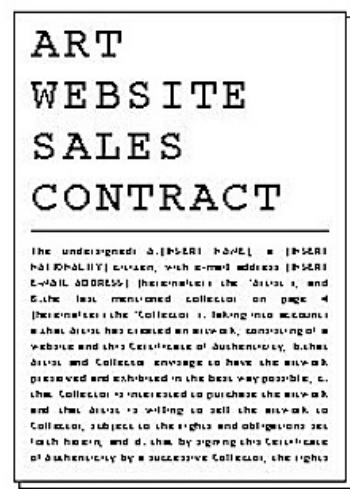 ART
WEBSITE
SALES
CONTRACT
The undersigned: A.[INSERT NAME], a [INSERT
NATIONALITY] citizen, with e-mail address [INSERT
E-MAIL ADDRESS] (hereinafter: the "Artist"), and
B.the last mentioned collector on page 4
(hereinafter: the "Collector"), taking into account:
a.that Artist has created an artwork, consisting of a
website and this Certificate of Authenticity, b.that
Artist and Collector envisage to have the artwork
preserved and exhibited in the best way possible, c.
that Collector is interested to purchase the artwork
and that Artist is willing to sell the artwork to
Collector, subject to the rights and obligations set
forth herein, and d. that by signing this Certificate
of Authenticity by a successive Collector, the rights